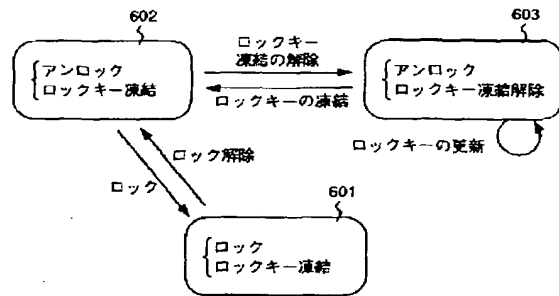 602
アンロック
ロックキー凍結
ロックキー
凍結の解除
ロックキーの凍結
603
アンロック
ロックキー凍結解除
ロックキーの更新
ロック解除
ロック
601
ロック
ロックキー凍結